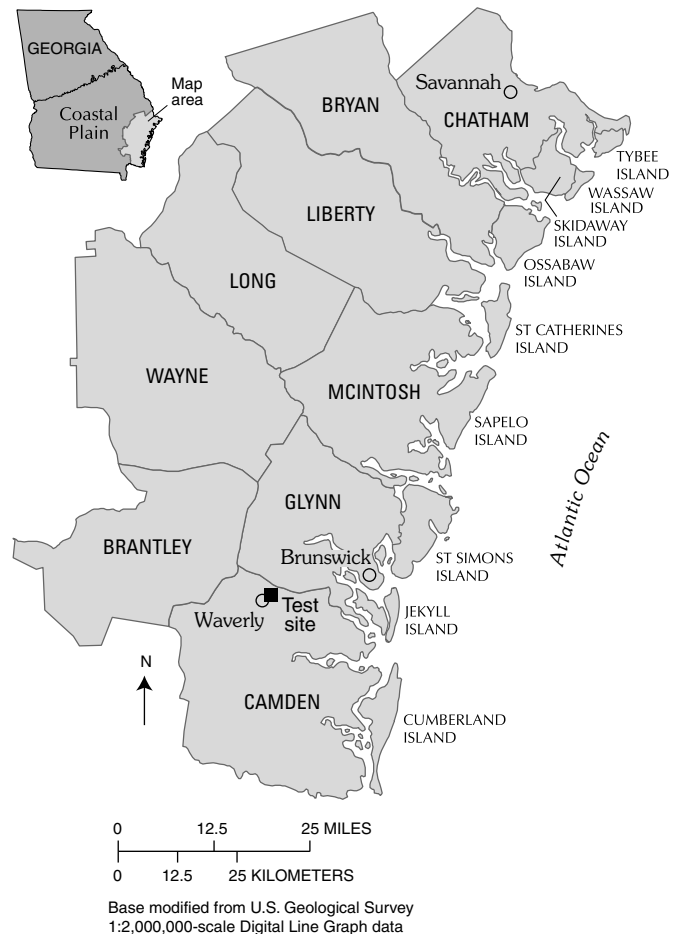 GEORGIA
Coastal
Plain
Map
area
BRYAN
Savannah
CHATHAM
TYBEE
ISLAND
WASSAW
ISLAND
SKIDAWAY
ISLAND
LIBERTY
OSSABAW
ISLAND
LONG
ST CATHERINES
ISLAND
WAYNE
MCINTOSH
SAPELO
ISLAND
Atlantic Ocean
GLYNN
BRANTLEY
Brunswick
ST SIMONS
ISLAND
Waverly
Test
site
JEKYLL
ISLAND
N
CAMDEN
CUMBERLAND
ISLAND
0 12.5 25 MILES
0 12.5 25 KILOMETERS
Base modified from U.S. Geological Survey
1:2,000,000-scale Digital Line Graph data